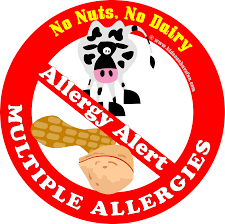 No Nuts. No Dairy
Allergy Alert
MULTIPLE ALLERGIES